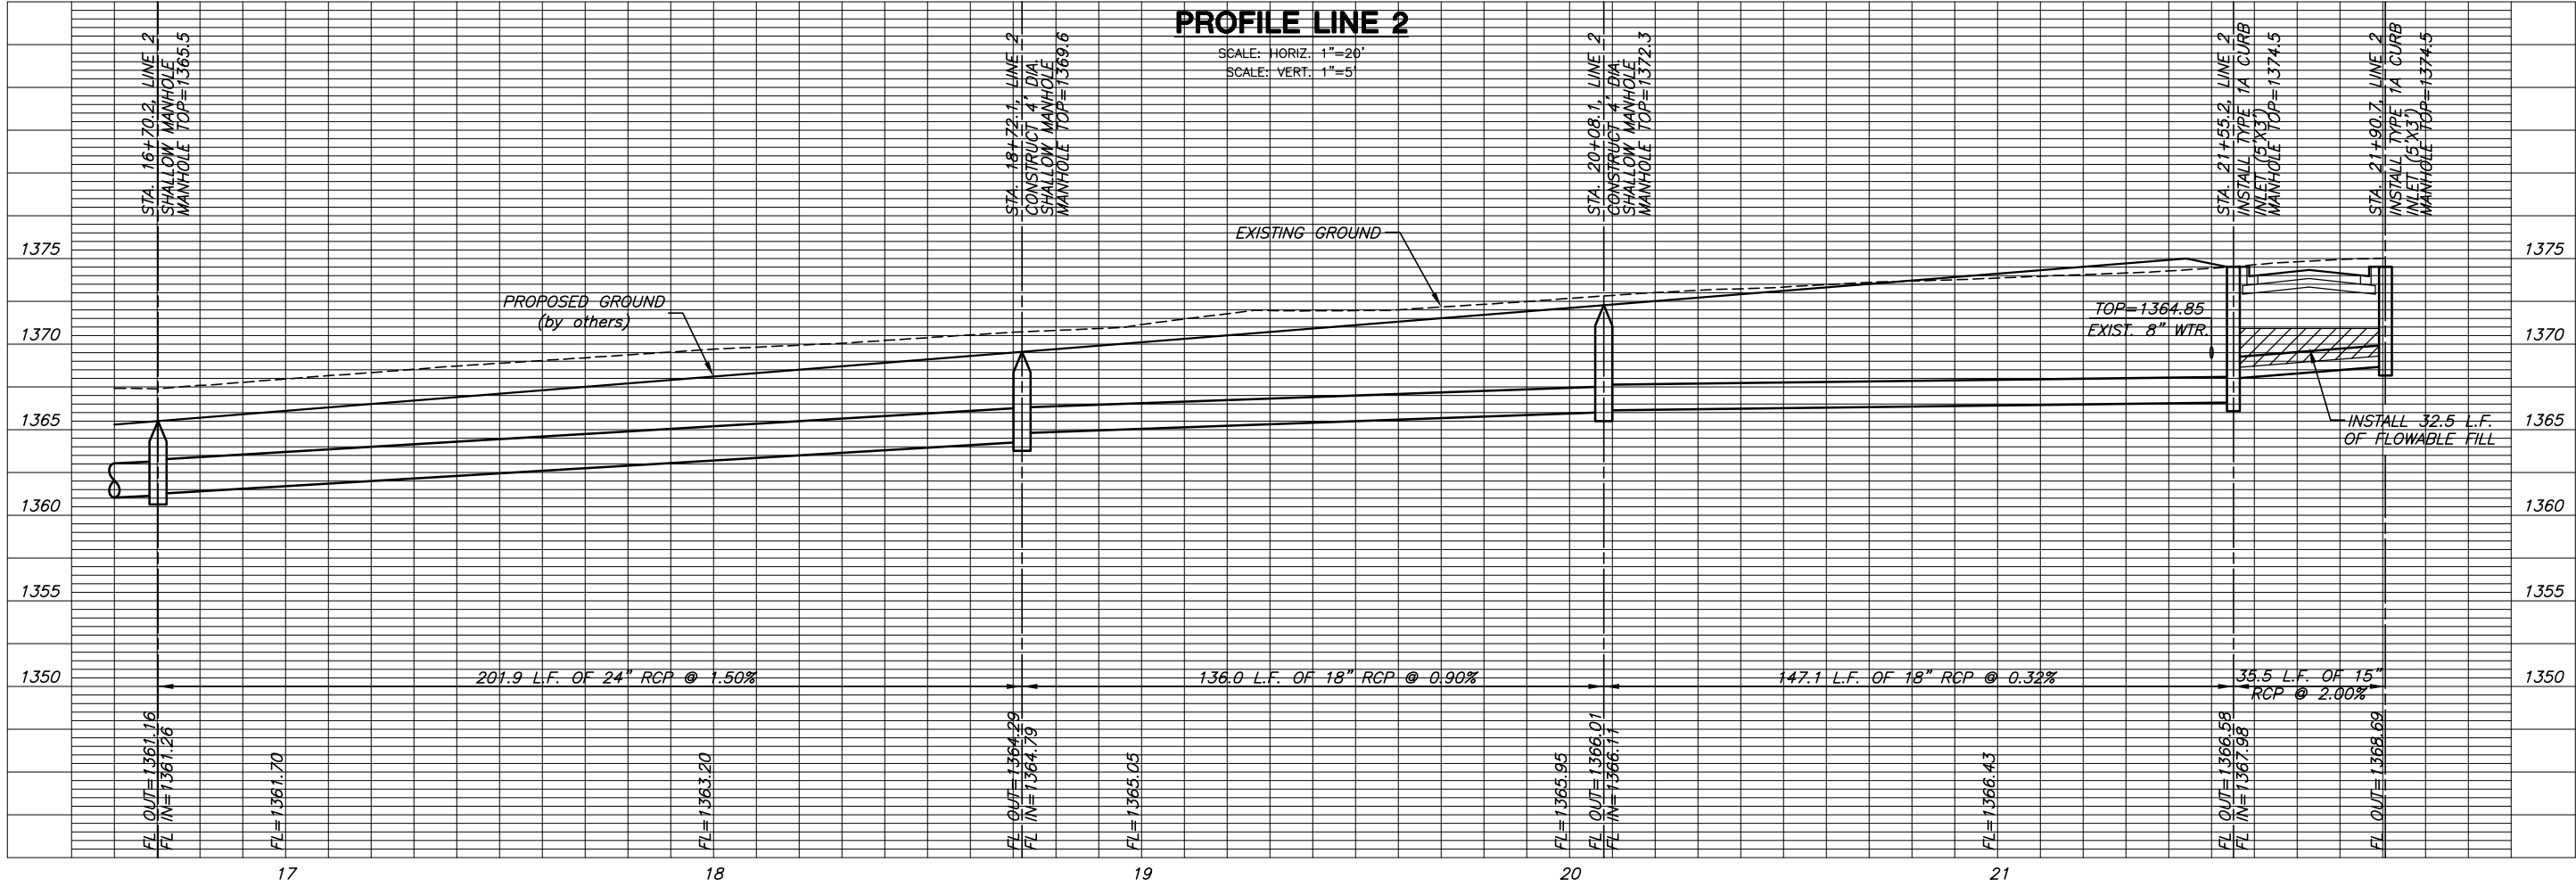 PROFILE LINE 2
SCALE: HORIZ. 1"=20'
SCALE: VERT. 1"=5'
STA. 16+70.2, LINE 2
SHALLOW MANHOLE
MANHOLE TOP=1365.5
STA. 18+72.1, LINE 2
CONSTRUCT 4' DIA.
SHALLOW MANHOLE
MANHOLE TOP=1369.6
STA. 20+08.1, LINE 2
CONSTRUCT 4' DIA.
SHALLOW MANHOLE
MANHOLE TOP=1372.3
STA. 21+55.2, LINE 2
INSTALL TYPE 1A CURB
INLET (5'X3')
MANHOLE TOP=1374.5
STA. 21+90.7, LINE 2
INSTALL TYPE 1A CURB
INLET (5'X3')
MANHOLE TOP=1374.5
EXISTING GROUND
PROPOSED GROUND
(by others)
TOP=1364.85
EXIST. 8" WTR.
INSTALL 32.5 L.F.
OF FLOWABLE FILL
1375
1370
1365
1360
1355
1350
1375
1370
1365
1360
1355
1350
201.9 L.F. OF 24" RCP @ 1.50%
136.0 L.F. OF 18" RCP @ 0.90%
147.1 L.F. OF 18" RCP @ 0.32%
35.5 L.F. OF 15"
RCP @ 2.00%
FL OUT=1361.16
FL IN=1361.26
FL=1361.70
FL=1363.20
FL OUT=1364.29
FL IN=1364.79
FL=1365.05
FL=1365.95
FL OUT=1366.01
FL IN=1366.11
FL=1366.43
FL OUT=1366.58
FL IN=1367.98
FL OUT=1368.69
17
18
19
20
21